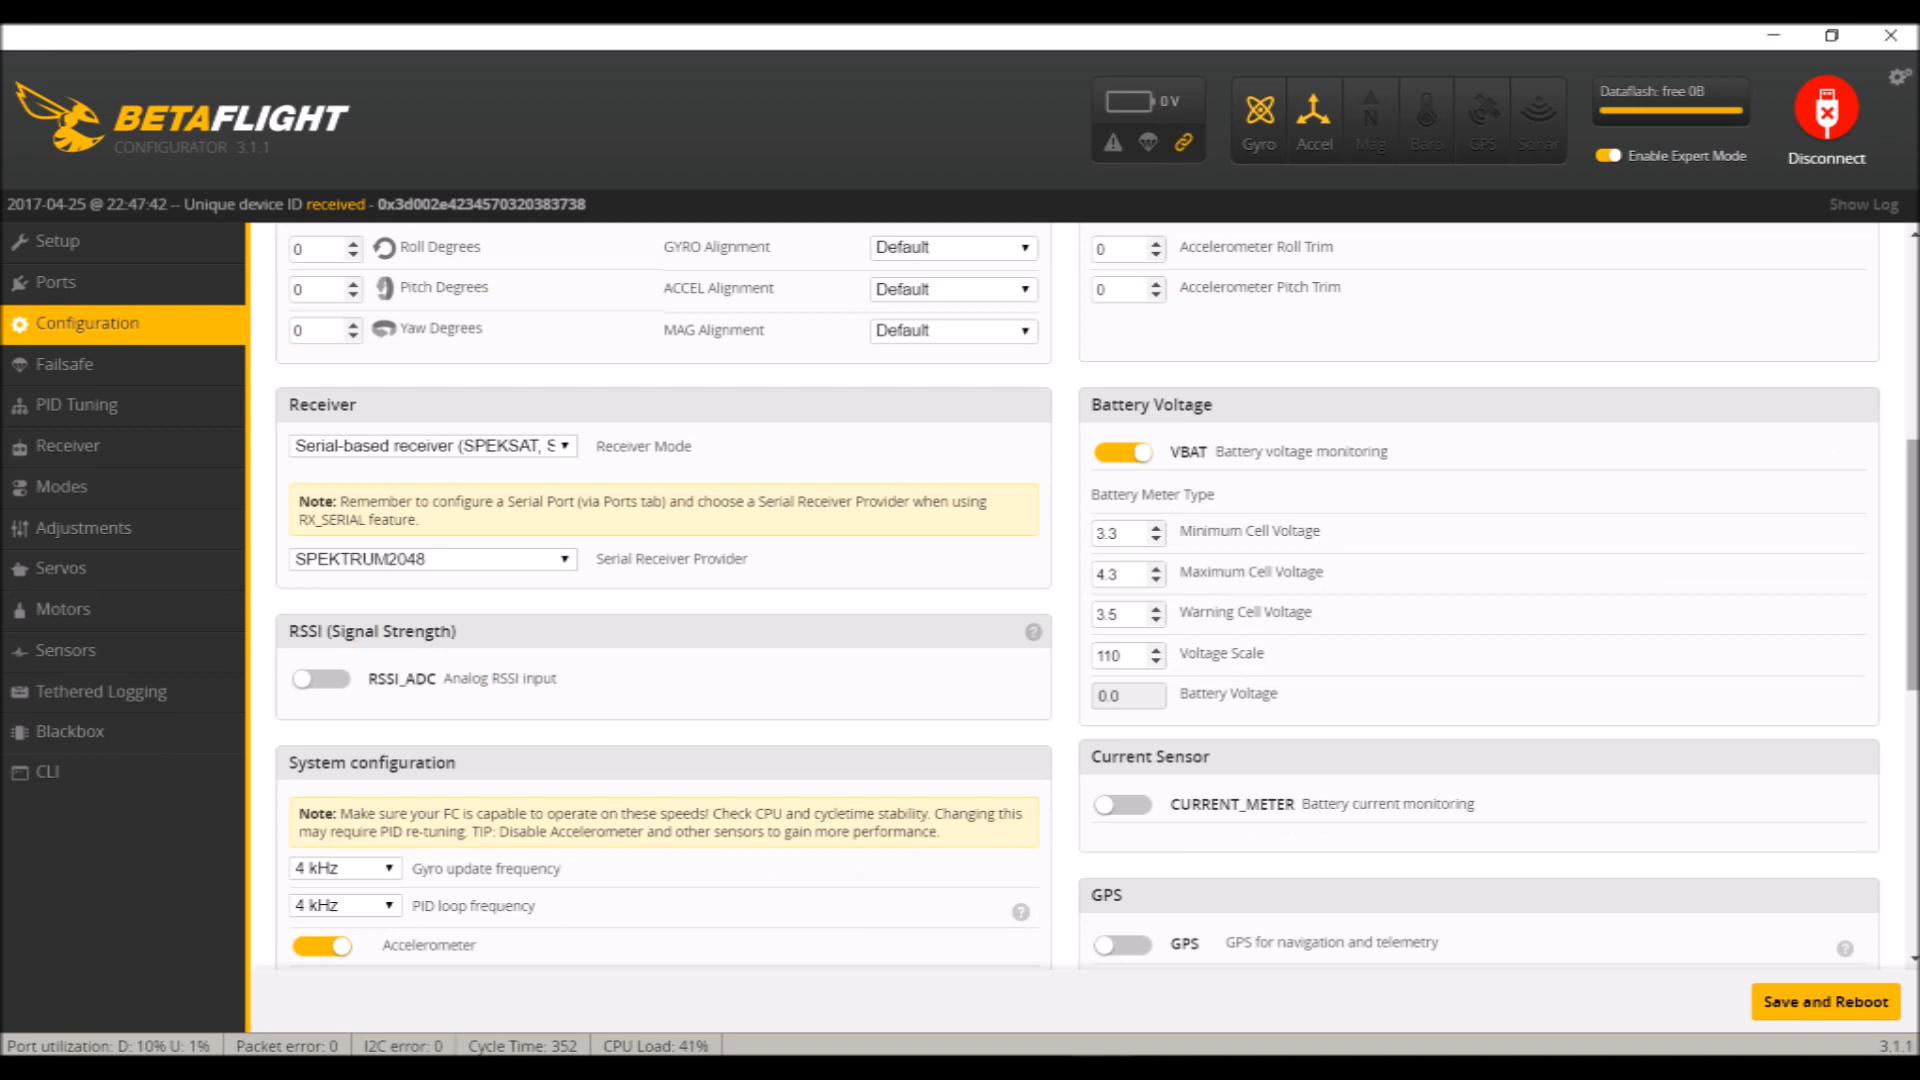 BETAFLIGHT
CONFIGURATOR 3.1.1
0 V
Gyro
Accel
Mag
Baro
GPS
Sonar
Dataflash: free 0B
Enable Expert Mode
Disconnect
2017-04-25 @ 22:47:42 -- Unique device ID received - 0x3d002e4234570320383738
Show Log
Setup
Ports
Configuration
Failsafe
PID Tuning
Receiver
Modes
Adjustments
Servos
Motors
Sensors
Tethered Logging
Blackbox
CLI
0 Roll Degrees GYRO Alignment Default
0 Pitch Degrees ACCEL Alignment Default
0 Yaw Degrees MAG Alignment Default
0 Accelerometer Roll Trim
0 Accelerometer Pitch Trim
Receiver
Serial-based receiver (SPEKSAT, S Receiver Mode
Note: Remember to configure a Serial Port (via Ports tab) and choose a Serial Receiver Provider when using
RX_SERIAL feature.
SPEKTRUM2048 Serial Receiver Provider
RSSI (Signal Strength)
?
RSSI_ADC Analog RSSI input
System configuration
Note: Make sure your FC is capable to operate on these speeds! Check CPU and cycletime stability. Changing this
may require PID re-tuning. TIP: Disable Accelerometer and other sensors to gain more performance.
4 kHz Gyro update frequency
4 kHz PID loop frequency
?
Accelerometer
Battery Voltage
VBAT Battery voltage monitoring
Battery Meter Type
3.3 Minimum Cell Voltage
4.3 Maximum Cell Voltage
3.5 Warning Cell Voltage
110 Voltage Scale
0.0 Battery Voltage
Current Sensor
CURRENT_METER Battery current monitoring
GPS
GPS GPS for navigation and telemetry
?
Save and Reboot
Port utilization: D: 10% U: 1%
Packet error: 0
I2C error: 0
Cycle Time: 352
CPU Load: 41%
3.1.1